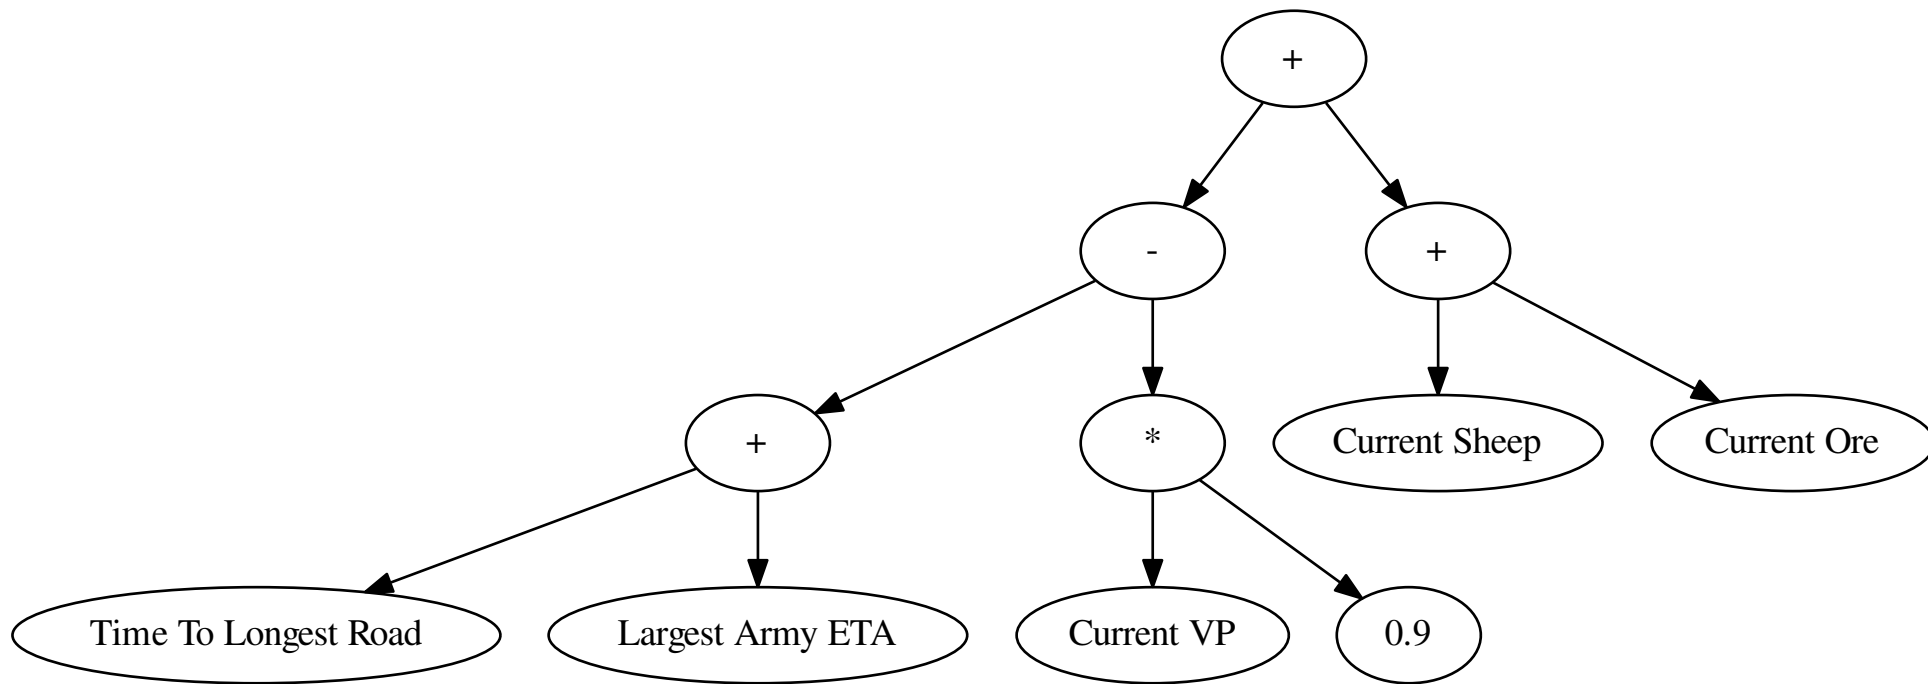 +
-
+
+
*
Current Sheep
Current Ore
Time To Longest Road
Largest Army ETA
Current VP
0.9